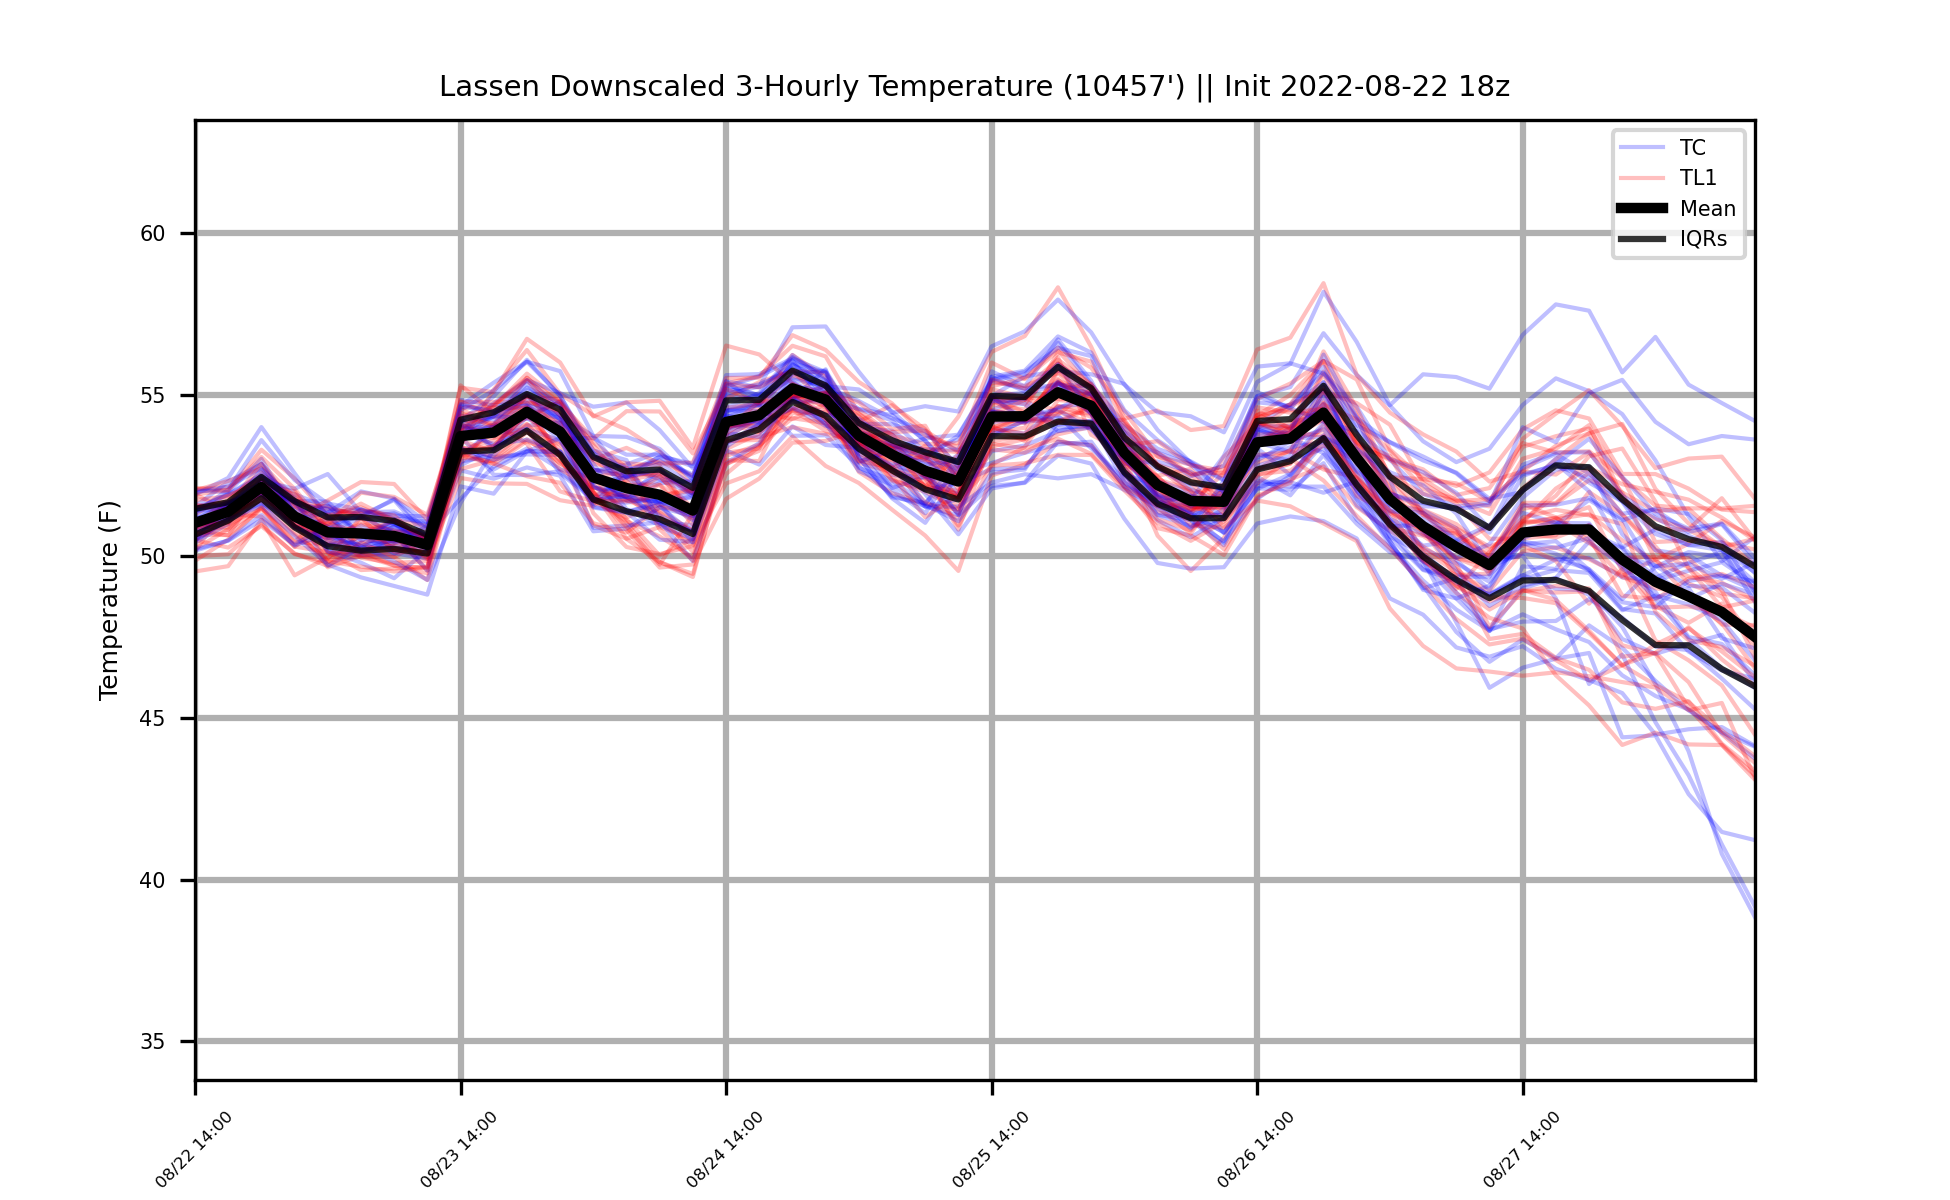 Lassen Downscaled 3-Hourly Temperature (10457') || Init 2022-08-22 18z
TC
TL1
Mean
IQRs
Temperature (F)
60
55
50
45
40
35
08/22 14:00
08/23 14:00
08/24 14:00
08/25 14:00
08/26 14:00
08/27 14:00